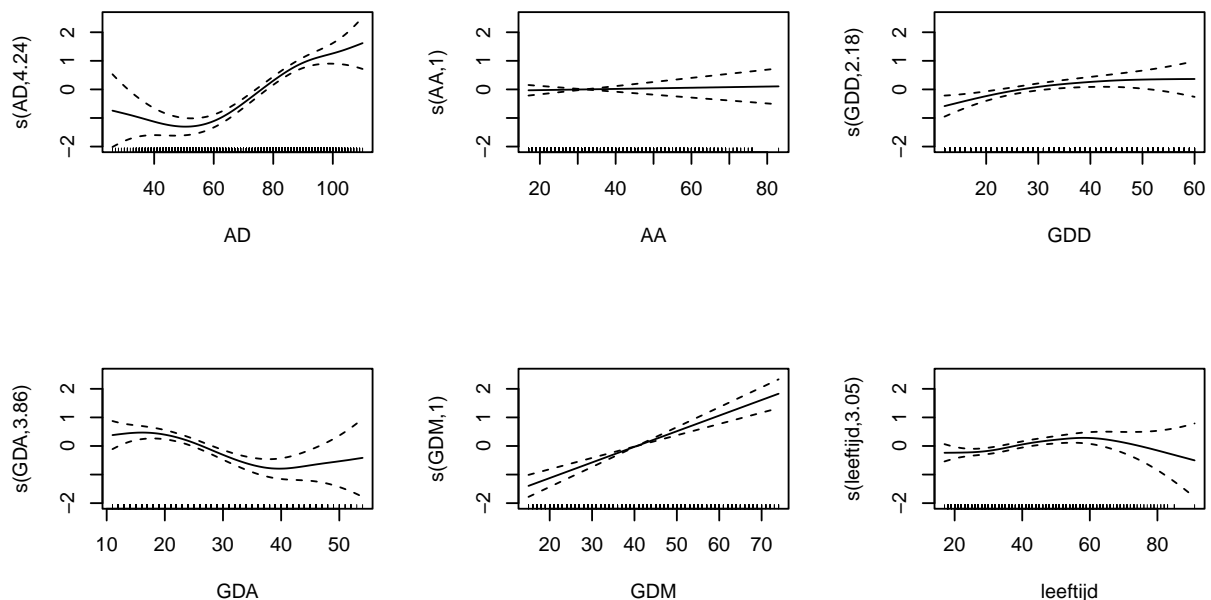 s(AD,4.24)
2
1
0
−2
40 60 80 100
AD
s(AA,1)
2
1
0
−2
20 40 60 80
AA
s(GDD,2.18)
2
1
0
−2
20 30 40 50 60
GDD
s(GDA,3.86)
2
1
0
−2
10 20 30 40 50
GDA
s(GDM,1)
2
1
0
−2
20 30 40 50 60 70
GDM
s(leeftijd,3.05)
2
1
0
−2
20 40 60 80
leeftijd